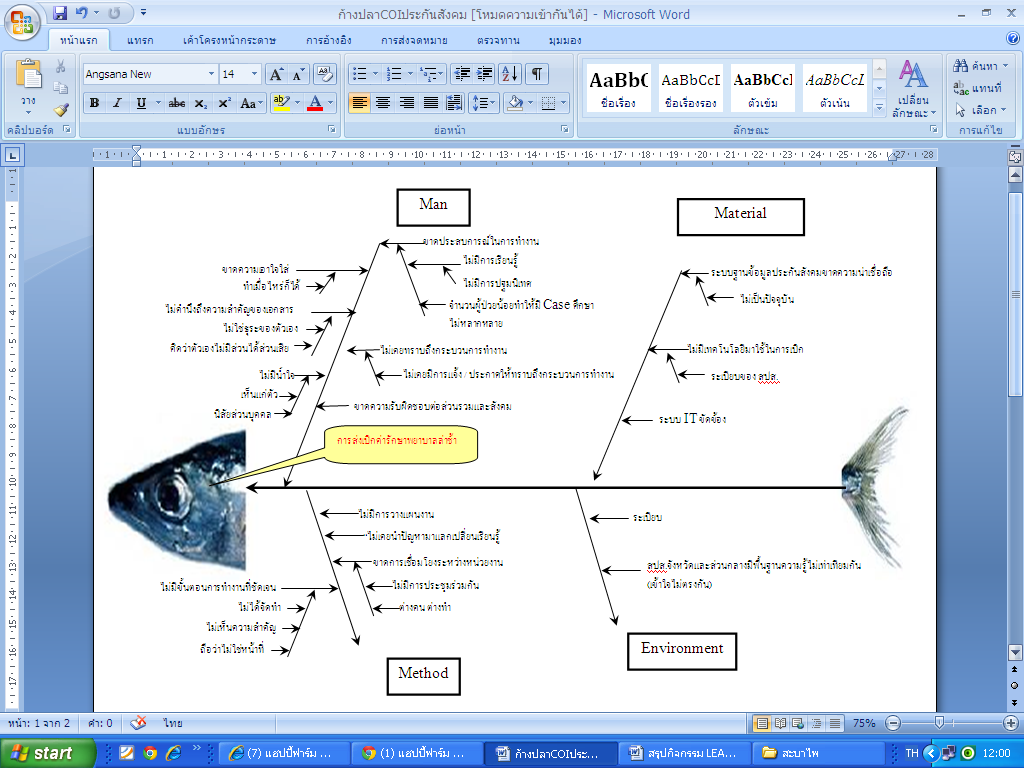 ก้างปลาCOIประกันสังคม [โหมดความเข้ากันได้] - Microsoft Word
หน้าแรก แทรก เค้าโครงหน้ากระดาษ การอ้างอิง การส่งจดหมาย ตรวจทาน มุมมอง
วาง
คลิปบอร์ด
Angsana New 14
B I U abc x₂ x² Aa
แบบอักษร
ย่อหน้า
AaBbC AaBbCcD AaBbCcI AaBbCcL
ชื่อเรื่อง ชื่อเรื่องรอง ตัวเข้ม ตัวเน้น
เปลี่ยน
ลักษณะ
ลักษณะ
ค้นหา
แทนที่
เลือก
การแก้ไข
Man
Material
ขาดประสบการณ์ในการทำงาน
ไม่มีการเรียนรู้
ไม่มีการปฐมนิเทศ
จำนวนผู้ป่วยน้อยทำให้มี Case ศึกษา
ไม่หลากหลาย
ขาดความเอาใจใส่
ทำเมื่อไหร่ก็ได้
ไม่คำนึงถึงความสำคัญของเอกสาร
ไม่ใช่ธุระของตัวเอง
คิดว่าตัวเองไม่มีส่วนได้ส่วนเสีย
ไม่เคยทราบถึงกระบวนการทำงาน
ไม่เคยมีการแจ้ง / ประกาศให้ทราบถึงกระบวนการทำงาน
ไม่มีน้ำใจ
เห็นแก่ตัว
นิสัยส่วนบุคคล
ขาดความรับผิดชอบต่อส่วนรวมและสังคม
ระบบฐานข้อมูลประกันสังคมขาดความน่าเชื่อถือ
ไม่เป็นปัจจุบัน
ไม่มีเทคโนโลยีมาใช้ในการเบิก
ระเบียบของ สปส.
ระบบ IT ขัดข้อง
การส่งเบิกค่ารักษาพยาบาลล่าช้า
ไม่มีการวางแผนงาน
ไม่เคยนำปัญหามาแลกเปลี่ยนเรียนรู้
ขาดการเชื่อมโยงระหว่างหน่วยงาน
ไม่มีการประชุมร่วมกัน
ต่างคน ต่างทำ
ไม่มีขั้นตอนการทำงานที่ชัดเจน
ไม่ได้จัดทำ
ไม่เห็นความสำคัญ
ถือว่าไม่ใช่หน้าที่
ระเบียบ
สปส.จังหวัดและส่วนกลางมีพื้นฐานความรู้ไม่เท่าเทียมกัน
(เข้าใจไม่ตรงกัน)
Method
Environment
หน้า: 1 จาก 2 คำ: 0 ไทย 75%
start (7) แฮปปี้ฟาร์ม ... (1) แฮปปี้ฟาร์ม ... ก้างปลาCOIประก... สรุปกิจกรรม LEA... สะบาไพ TH 12:00